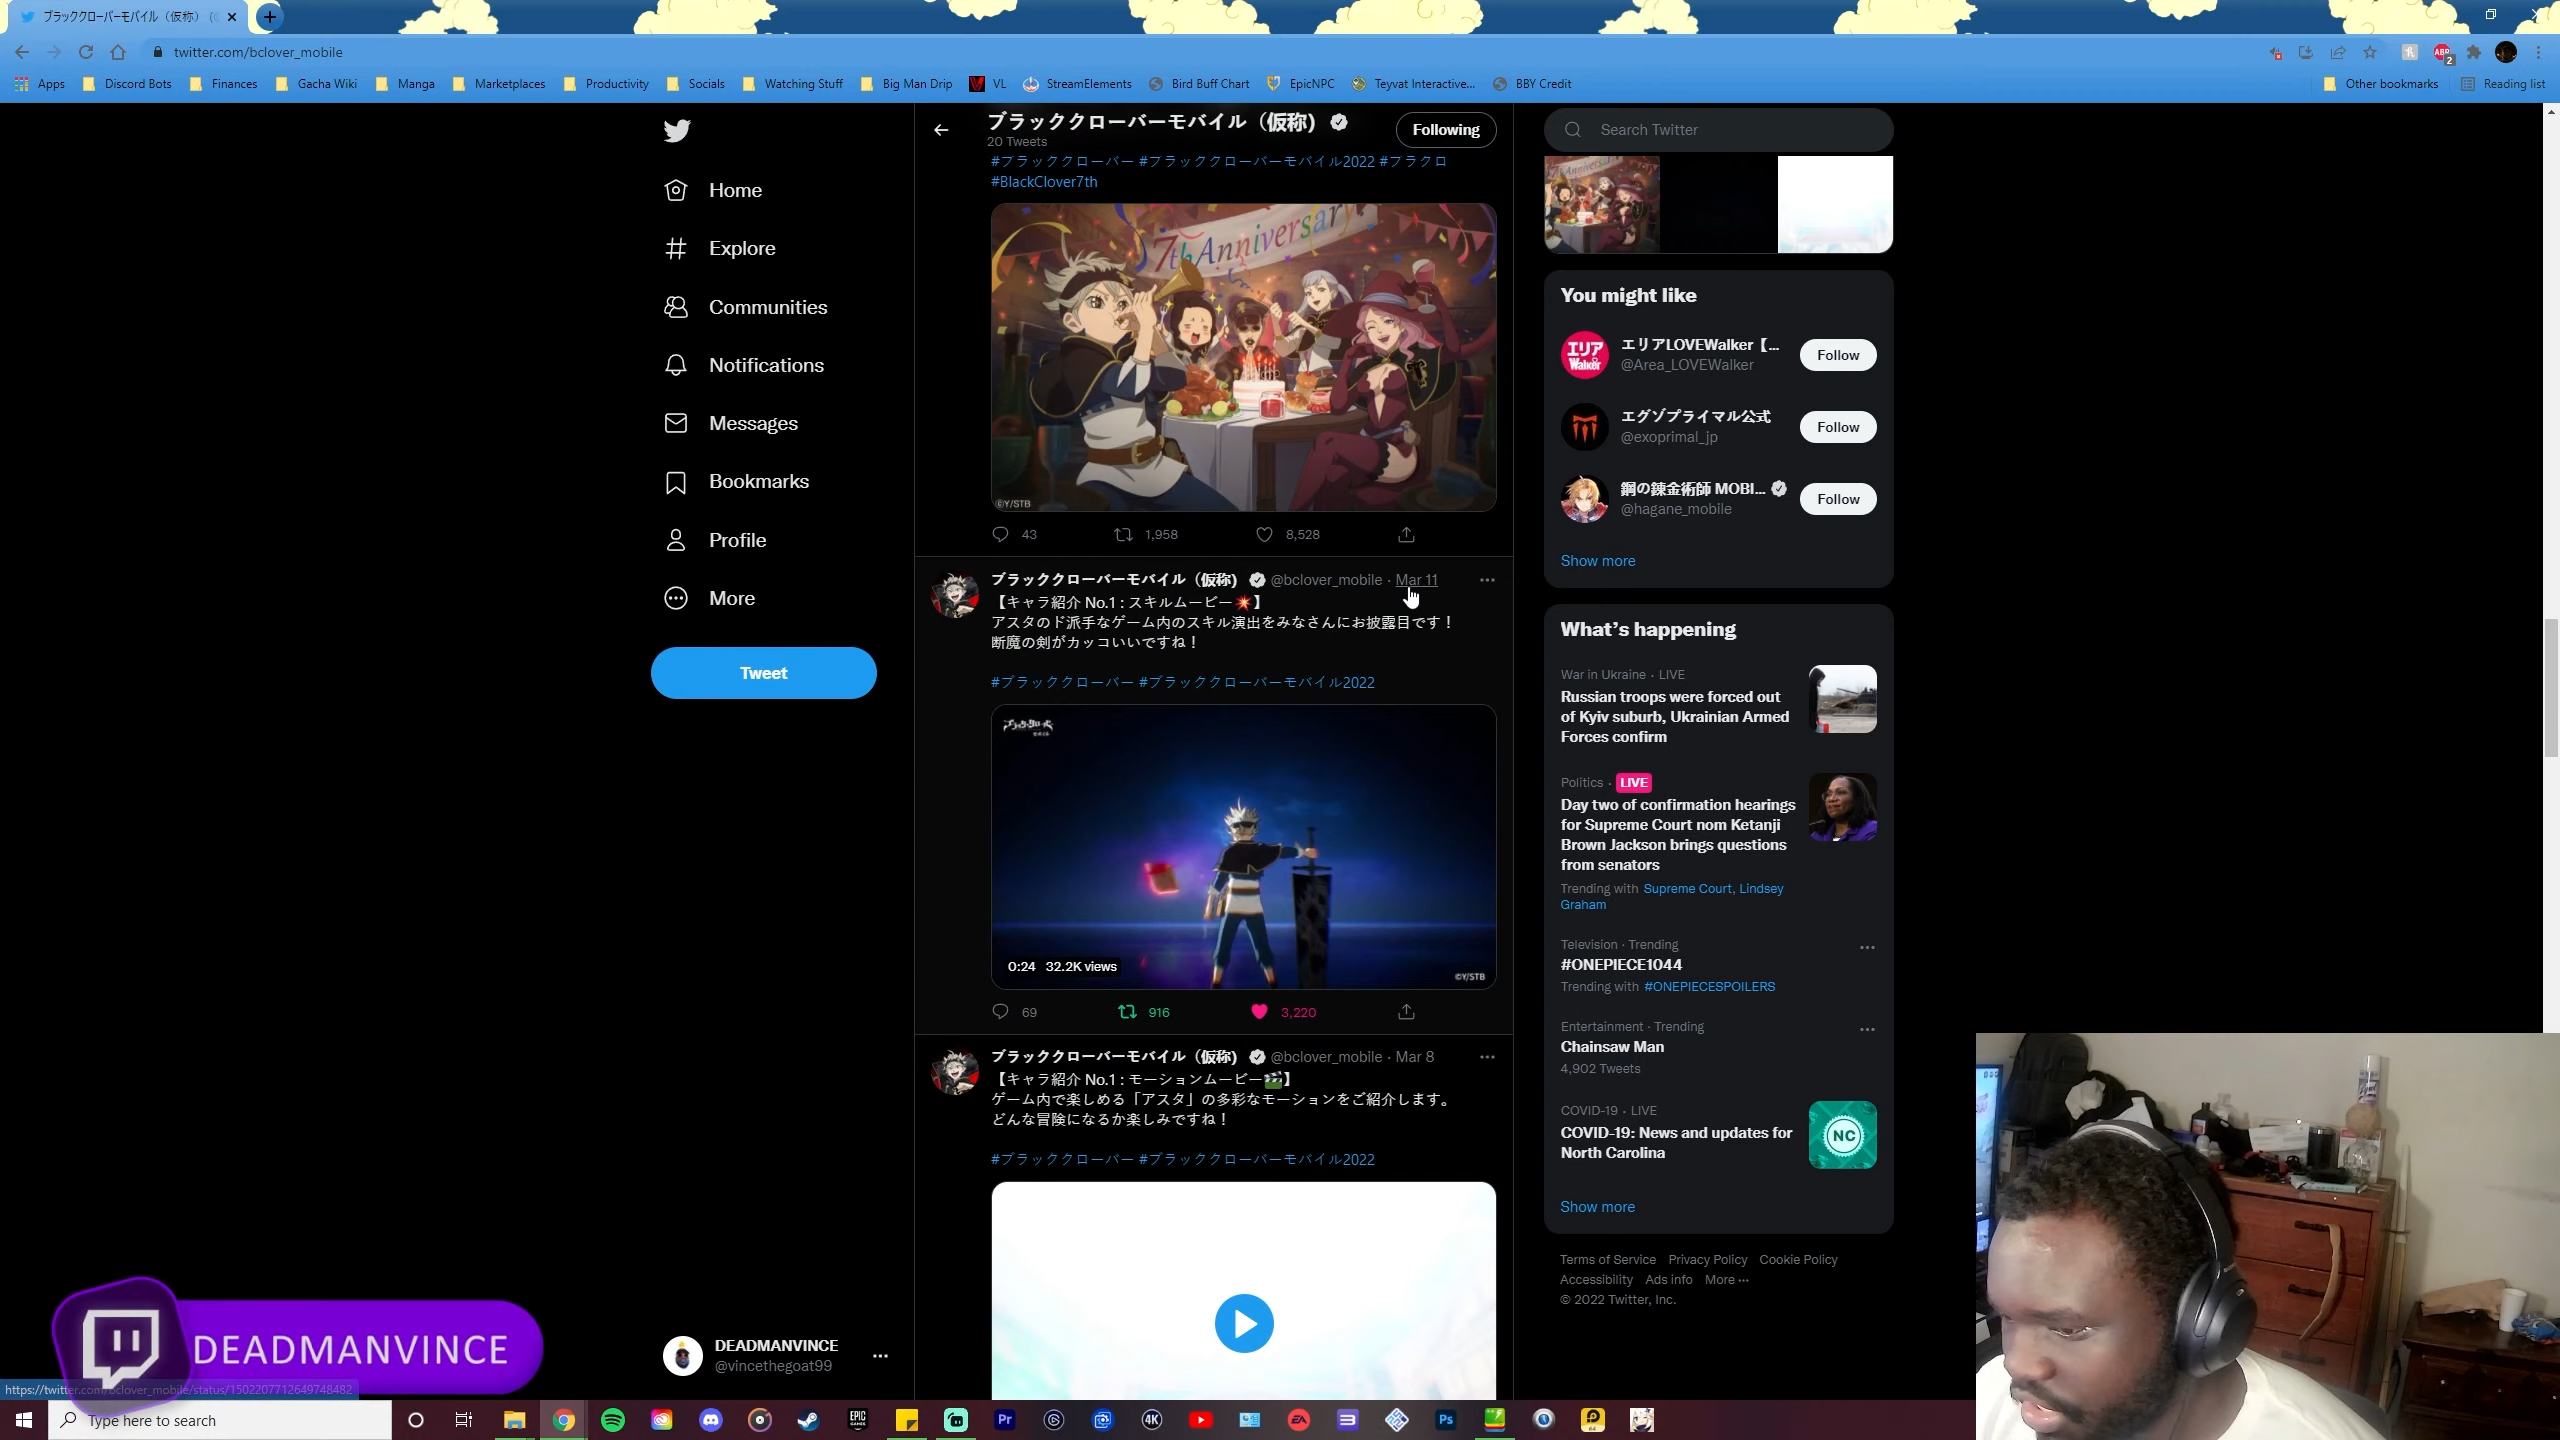 ブラッククローバーモバイル（仮称）
twitter.com/bclover_mobile
Apps
Discord Bots
Finances
Gacha Wiki
Manga
Marketplaces
Productivity
Socials
Watching Stuff
Big Man Drip
VL
StreamElements
Bird Buff Chart
EpicNPC
Teyvat Interactive...
BBY Credit
Other bookmarks
Reading list
Home
Explore
Communities
Notifications
Messages
Bookmarks
Profile
More
Tweet
DEADMANVINCE
@vincethegoat99
DEADMANVINCE
https://twitter.com/bclover_mobile/status/1502207712649748482
ブラッククローバーモバイル（仮称）
20 Tweets
Following
#ブラッククローバー #ブラッククローバーモバイル2022 #ブラクロ
#BlackClover7th
7th Anniversary
©Y/STB
43 1,958 8,528
ブラッククローバーモバイル（仮称） @bclover_mobile · Mar 11
【キャラ紹介 No.1 : スキルムービー💥】
アスタのド派手なゲーム内のスキル演出をみなさんにお披露目です！
断魔の剣がカッコいいですね！
#ブラッククローバー #ブラッククローバーモバイル2022
ブラッククローバー
モバイル
0:24 32.2K views
©Y/STB
69 916 3,220
ブラッククローバーモバイル（仮称） @bclover_mobile · Mar 8
【キャラ紹介 No.1 : モーションムービー🎬】
ゲーム内で楽しめる「アスタ」の多彩なモーションをご紹介します。
どんな冒険になるか楽しみですね！
#ブラッククローバー #ブラッククローバーモバイル2022
Search Twitter
You might like
エリアLOVEWalker【...
@Area_LOVEWalker
Follow
エグゾプライマル公式
@exoprimal_jp
Follow
鋼の錬金術師 MOBI...
@hagane_mobile
Follow
Show more
What's happening
War in Ukraine · LIVE
Russian troops were forced out
of Kyiv suburb, Ukrainian Armed
Forces confirm
Politics · LIVE
Day two of confirmation hearings
for Supreme Court nom Ketanji
Brown Jackson brings questions
from senators
Trending with Supreme Court, Lindsey
Graham
Television · Trending
#ONEPIECE1044
Trending with #ONEPIECESPOILERS
Entertainment · Trending
Chainsaw Man
4,902 Tweets
COVID-19 · LIVE
COVID-19: News and updates for
North Carolina
NC
Show more
Terms of Service Privacy Policy Cookie Policy
Accessibility Ads info More ···
© 2022 Twitter, Inc.
Type here to search